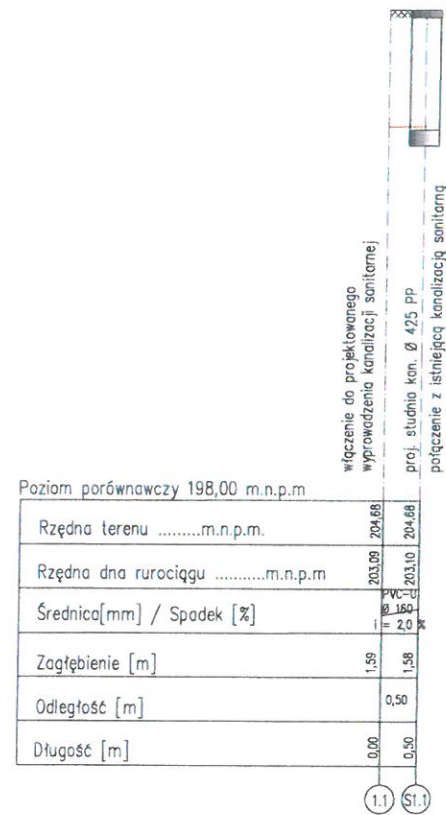 włączenie do projektowanego
wyprowadzenia kanalizacji sanitarnej
proj. studnia kan. Ø 425 PP
połączenie z istniejącą kanalizacją sanitarną
Poziom porównawczy 198,00 m.n.p.m
Rzędna terenu .........m.n.p.m. 204,68 204,68
Rzędna dna rurociągu ...........m.n.p.m 203,09 203,10
Średnica[mm] / Spadek [%] PVC-U
Ø 160
i = 2,0 %
Zagłębienie [m] 1,59 1,58
Odległość [m] 0,50
Długość [m] 0,00 0,50
1.1 S1.1